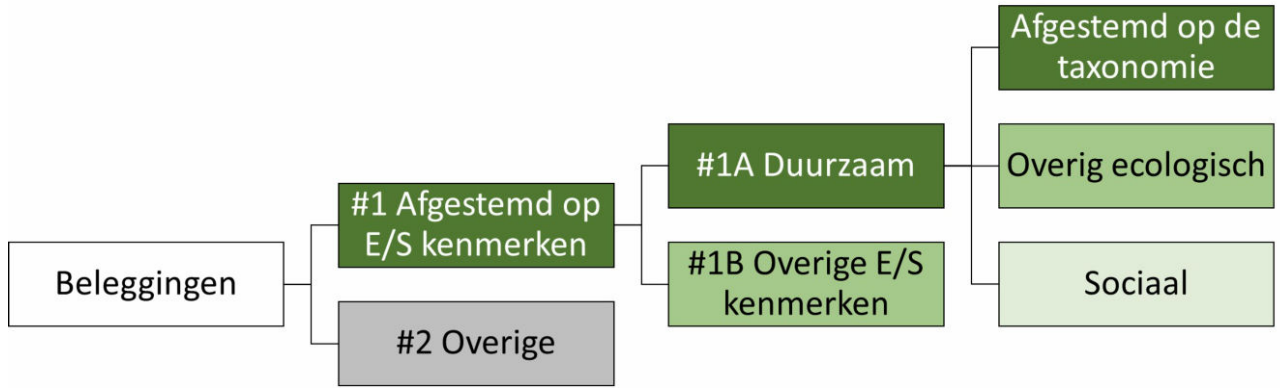 Beleggingen
#1 Afgestemd op
E/S kenmerken
#2 Overige
#1A Duurzaam
#1B Overige E/S
kenmerken
Afgestemd op de
taxonomie
Overig ecologisch
Sociaal